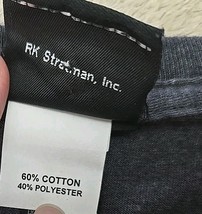 RK Stratman, Inc.
60% COTTON
40% POLYESTER